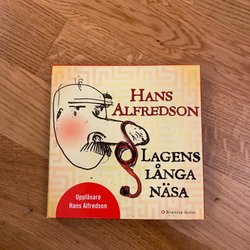 HANS
ALFREDSON
§ LAGENS
LÅNGA
NÄSA
Uppläsare
Hans Alfredson
BONNIER AUDIO